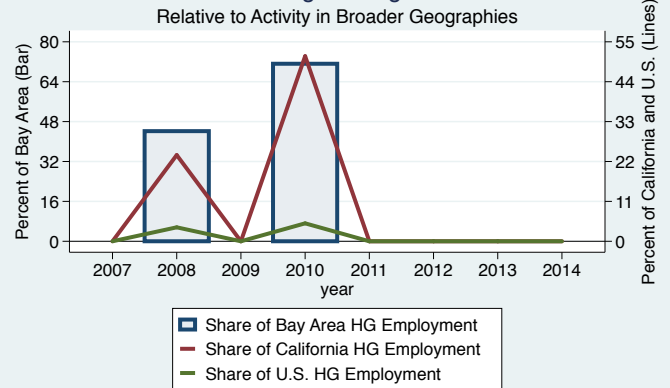 Relative to Activity in Broader Geographies
Percent of Bay Area (Bar)
80
64
48
32
16
0
55
44
33
22
11
0
Percent of California and U.S. (Lines)
2007 2008 2009 2010 2011 2012 2013 2014
year
Share of Bay Area HG Employment
Share of California HG Employment
Share of U.S. HG Employment